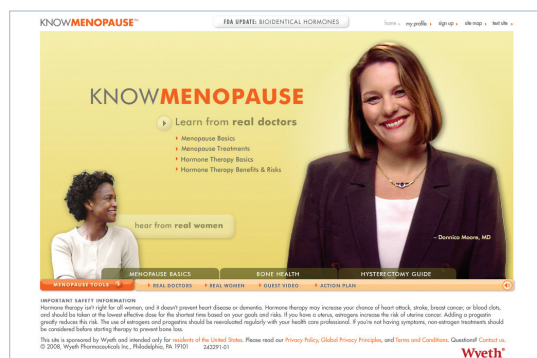 KNOWMENOPAUSE™
FDA UPDATE: BIOIDENTICAL HORMONES
home my profile sign up site map text site
KNOWMENOPAUSE
Learn from real doctors
Menopause Basics
Menopause Treatments
Hormone Therapy Basics
Hormone Therapy Benefits & Risks
hear from real women
– Donnica Moore, MD
MENOPAUSE BASICS BONE HEALTH HYSTERECTOMY GUIDE
MENOPAUSE TOOLS REAL DOCTORS REAL WOMEN GUEST VIDEO ACTION PLAN
IMPORTANT SAFETY INFORMATION
Hormone therapy isn't right for all women, and it doesn't prevent heart disease or dementia. Hormone therapy may increase your chance of heart attack, stroke, breast cancer, or blood clots,
and should be taken at the lowest effective dose for the shortest time based on your goals and risks. If you have a uterus, estrogens increase the risk of uterine cancer. Adding a progestin
greatly reduces this risk. The use of estrogens and progestins should be reevaluated regularly with your health care professional. If you're not having symptoms, non-estrogen treatments should
be considered before starting therapy to prevent bone loss.
This site is sponsored by Wyeth and intended only for residents of the United States. Please read our Privacy Policy, Global Privacy Principles, and Terms and Conditions. Questions? Contact us.
© 2008, Wyeth Pharmaceuticals Inc., Philadelphia, PA 19101 242291-01
Wyeth®